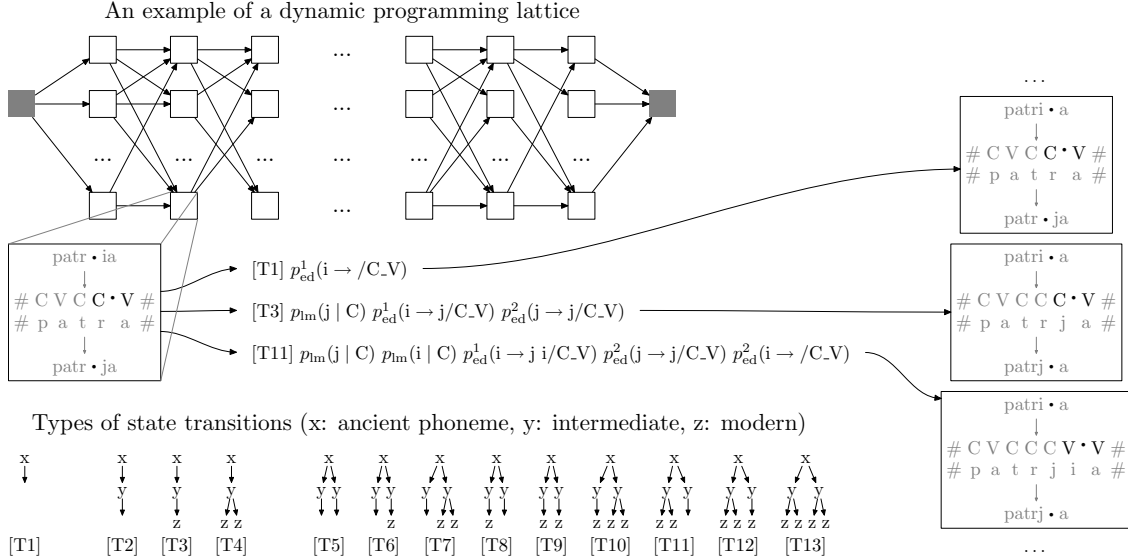 An example of a dynamic programming lattice
...
...
... ... ... ...
...
...
patr • ia
# C V C C • V #
# p a t r a #
patr • ja
[T1] p¹ed(i → /C_V)
[T3] plm(j | C) p¹ed(i → j/C_V) p²ed(j → j/C_V)
[T11] plm(j | C) plm(i | C) p¹ed(i → j i/C_V) p²ed(j → j/C_V) p²ed(i → /C_V)
...
patri • a
# C V C C • V #
# p a t r a #
patr • ja
patri • a
# C V C C C • V #
# p a t r j a #
patrj • a
patri • a
# C V C C C V • V #
# p a t r j i a #
patrj • a
...
Types of state transitions (x: ancient phoneme, y: intermediate, z: modern)
x x x x x x x x x x x x x
y y y y y y y y y y y y y y y y y y y y y
z z z z z z z z z z z z z z z z z z z
[T1] [T2] [T3] [T4] [T5] [T6] [T7] [T8] [T9] [T10] [T11] [T12] [T13]